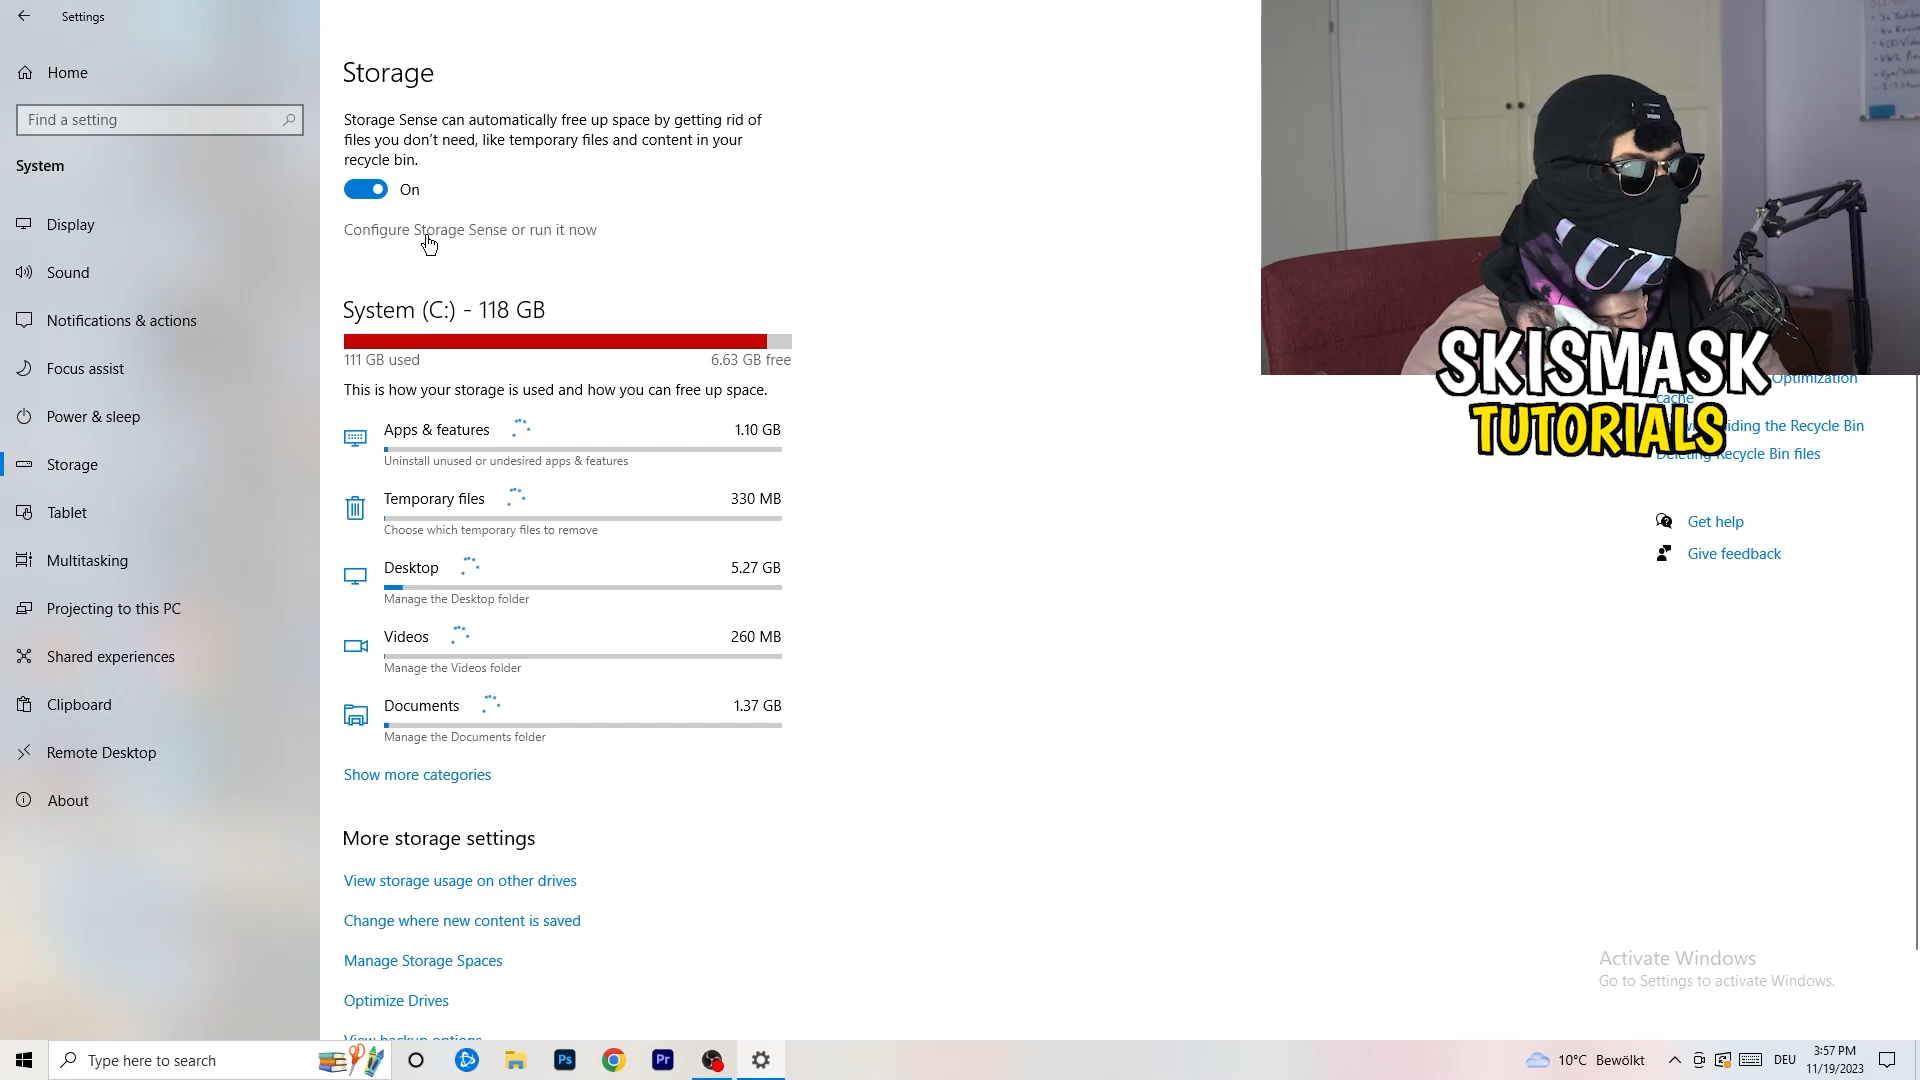 Settings
Home
Find a setting
System
Display
Sound
Notifications & actions
Focus assist
Power & sleep
Storage
Tablet
Multitasking
Projecting to this PC
Shared experiences
Clipboard
Remote Desktop
About
Storage
Storage Sense can automatically free up space by getting rid of
files you don't need, like temporary files and content in your
recycle bin.
On
Configure Storage Sense or run it now
System (C:) - 118 GB
111 GB used
6.63 GB free
This is how your storage is used and how you can free up space.
Apps & features
1.10 GB
Uninstall unused or undesired apps & features
Temporary files
330 MB
Choose which temporary files to remove
Desktop
5.27 GB
Manage the Desktop folder
Videos
260 MB
Manage the Videos folder
Documents
1.37 GB
Manage the Documents folder
Show more categories
More storage settings
View storage usage on other drives
Change where new content is saved
Manage Storage Spaces
Optimize Drives
View backup options
SKISMASK
TUTORIALS
Optimization
cache
the Recycle Bin
Recycle Bin files
Get help
Give feedback
Activate Windows
Go to Settings to activate Windows.
Type here to search
Ps
Pr
10°C Bewölkt
DEU
3:57 PM
11/19/2023